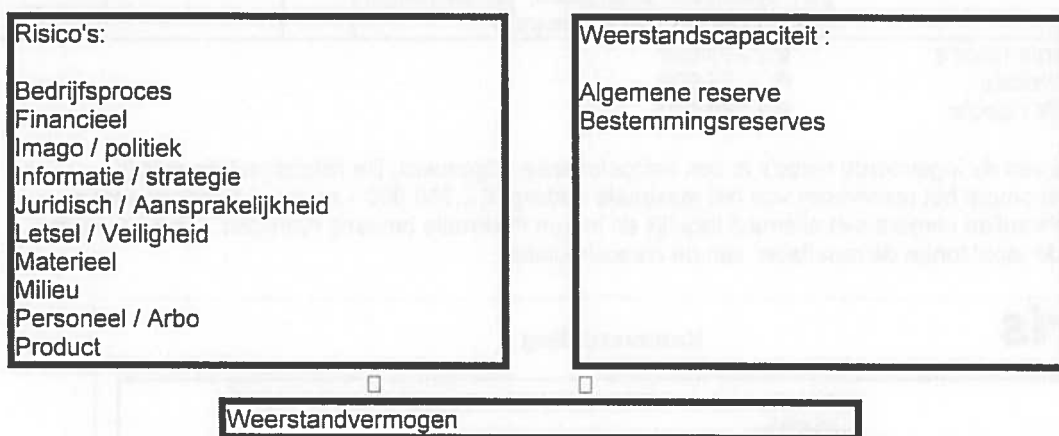 Risico's:
Bedrijfsproces
Financieel
Imago / politiek
Informatie / strategie
Juridisch / Aansprakelijkheid
Letsel / Veiligheid
Materieel
Milieu
Personeel / Arbo
Product
Weerstandscapaciteit :
Algemene reserve
Bestemmingsreserves
Weerstandvermogen